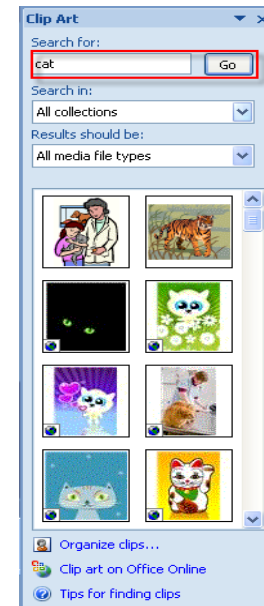 Clip Art
Search for:
cat
Go
Search in:
All collections
Results should be:
All media file types
Organize clips...
Clip art on Office Online
Tips for finding clips